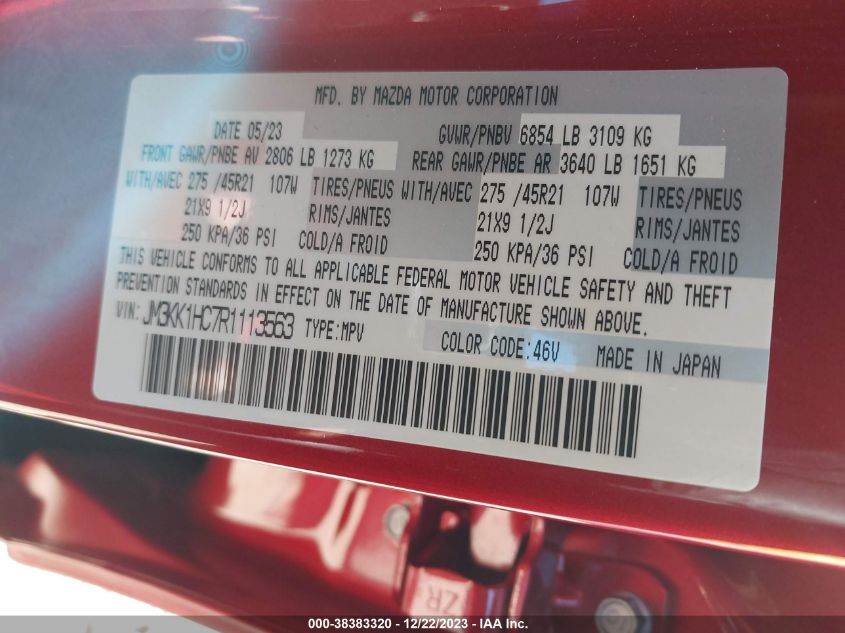 MFD. BY MAZDA MOTOR CORPORATION
DATE 05/23 GVWR/PNBV 6854 LB 3109 KG
FRONT GAWR/PNBE AV 2806 LB 1273 KG REAR GAWR/PNBE AR 3640 LB 1651 KG
WITH/AVEC 275 /45R21 107W TIRES/PNEUS WITH/AVEC 275 /45R21 107W TIRES/PNEUS
21X9 1/2J RIMS/JANTES 21X9 1/2J RIMS/JANTES
250 KPA/36 PSI COLD/A FROID 250 KPA/36 PSI COLD/A FROID
THIS VEHICLE CONFORMS TO ALL APPLICABLE FEDERAL MOTOR VEHICLE SAFETY AND THEFT
PREVENTION STANDARDS IN EFFECT ON THE DATE OF MANUFACTURE SHOWN ABOVE.
VIN: JM3KK1HC7R1113563 TYPE:MPV COLOR CODE:46V MADE IN JAPAN
ZR
000-38383320 - 12/22/2023 - IAA Inc.